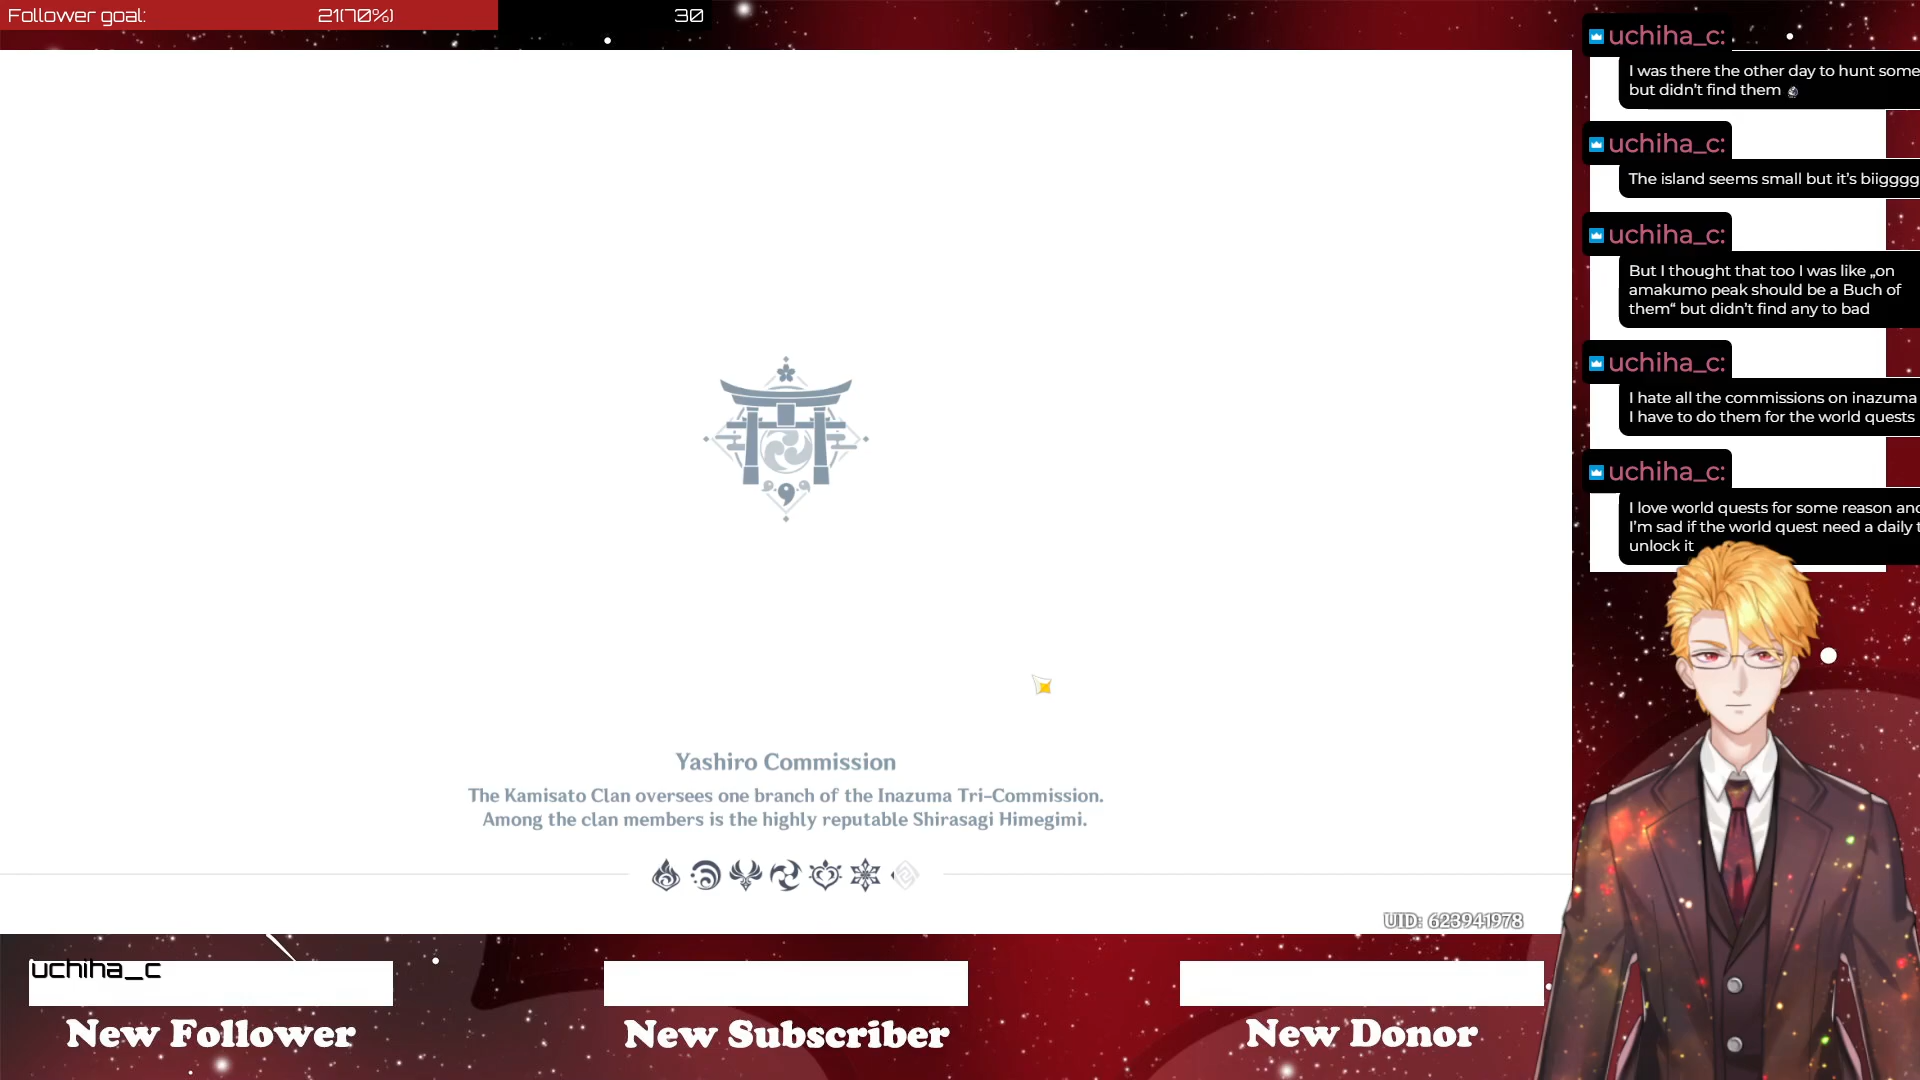 Follower goal: 21(70%) 30
uchiha_c:
I was there the other day to hunt some
but didn't find them
uchiha_c:
The island seems small but it's biigggg
uchiha_c:
But I thought that too I was like „on
amakumo peak should be a Buch of
them“ but didn't find any to bad
uchiha_c:
I hate all the commissions on inazuma
I have to do them for the world quests
uchiha_c:
I love world quests for some reason and
I'm sad if the world quest need a daily t
unlock it
Yashiro Commission
The Kamisato Clan oversees one branch of the Inazuma Tri-Commission.
Among the clan members is the highly reputable Shirasagi Himegimi.
UID: 623941978
uchiha_c
New Follower
New Subscriber
New Donor